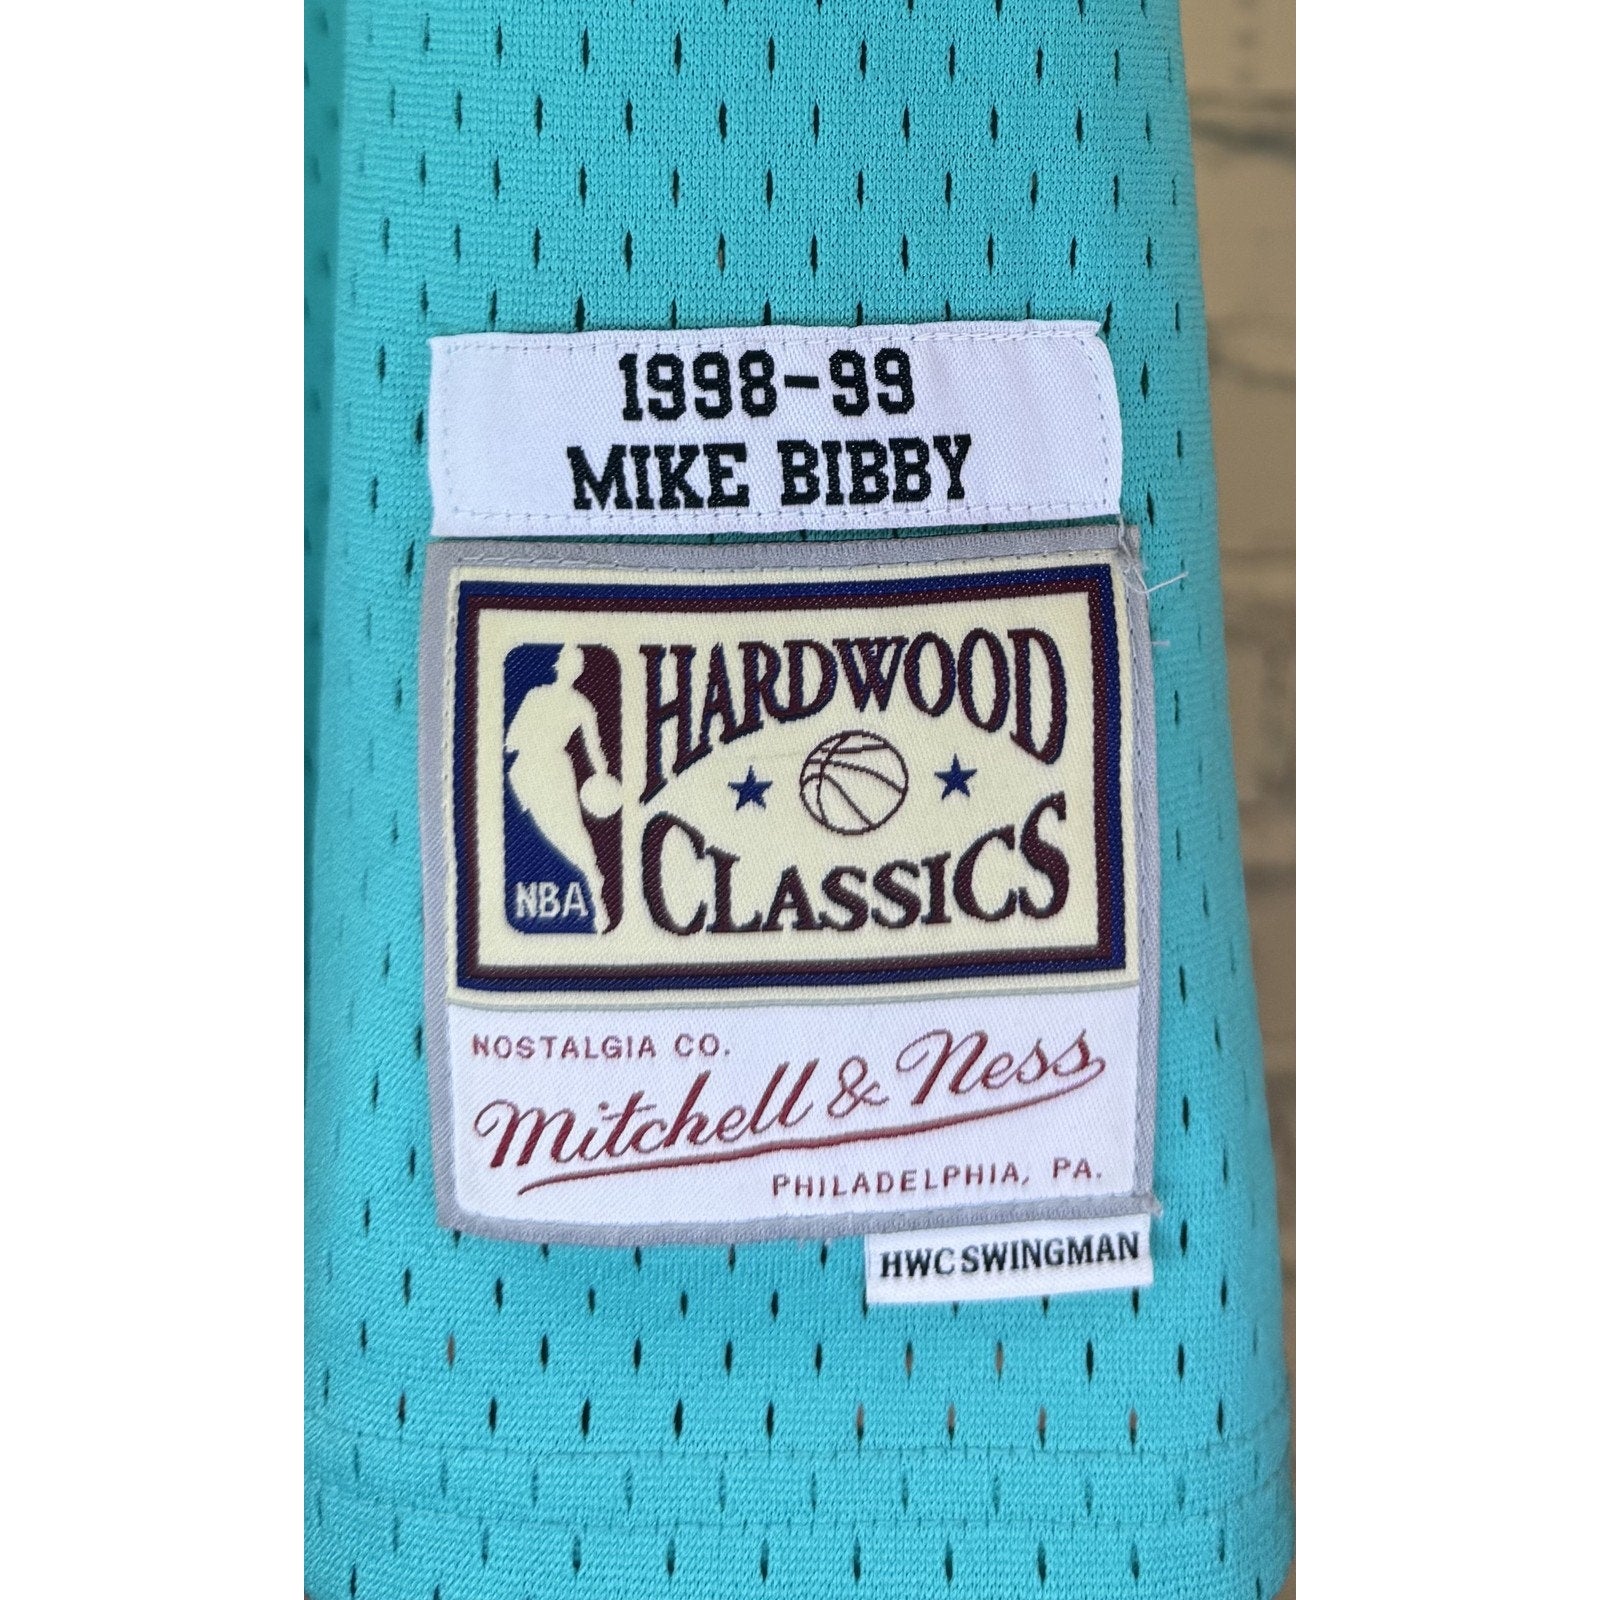 1998-99
MIKE BIBBY
HARDWOOD
CLASSICS
NBA
NOSTALGIA CO.
Mitchell & Ness
PHILADELPHIA, PA.
HWC SWINGMAN